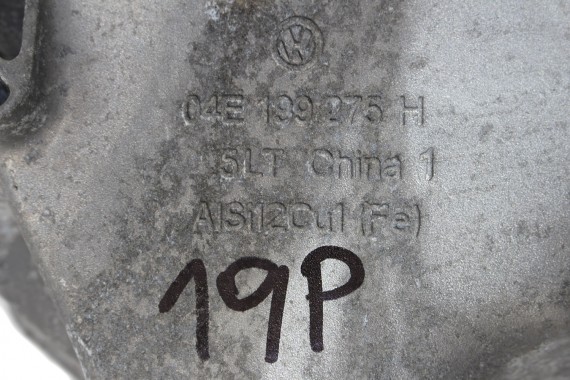 04E 199 275 H
5LT China 1
AlSi12Cu1 (Fe)
19P